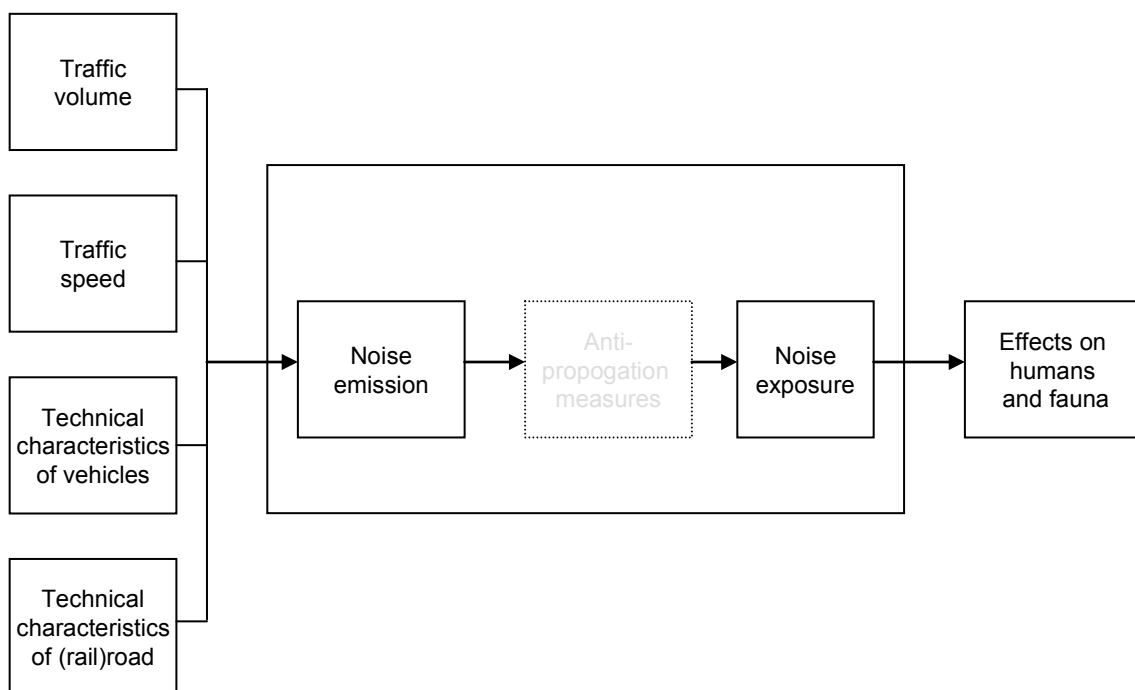 Traffic
volume
Traffic
speed
Technical
characteristics
of vehicles
Technical
characteristics
of (rail)road
Noise
emission
Anti-
propogation
measures
Noise
exposure
Effects on
humans
and fauna